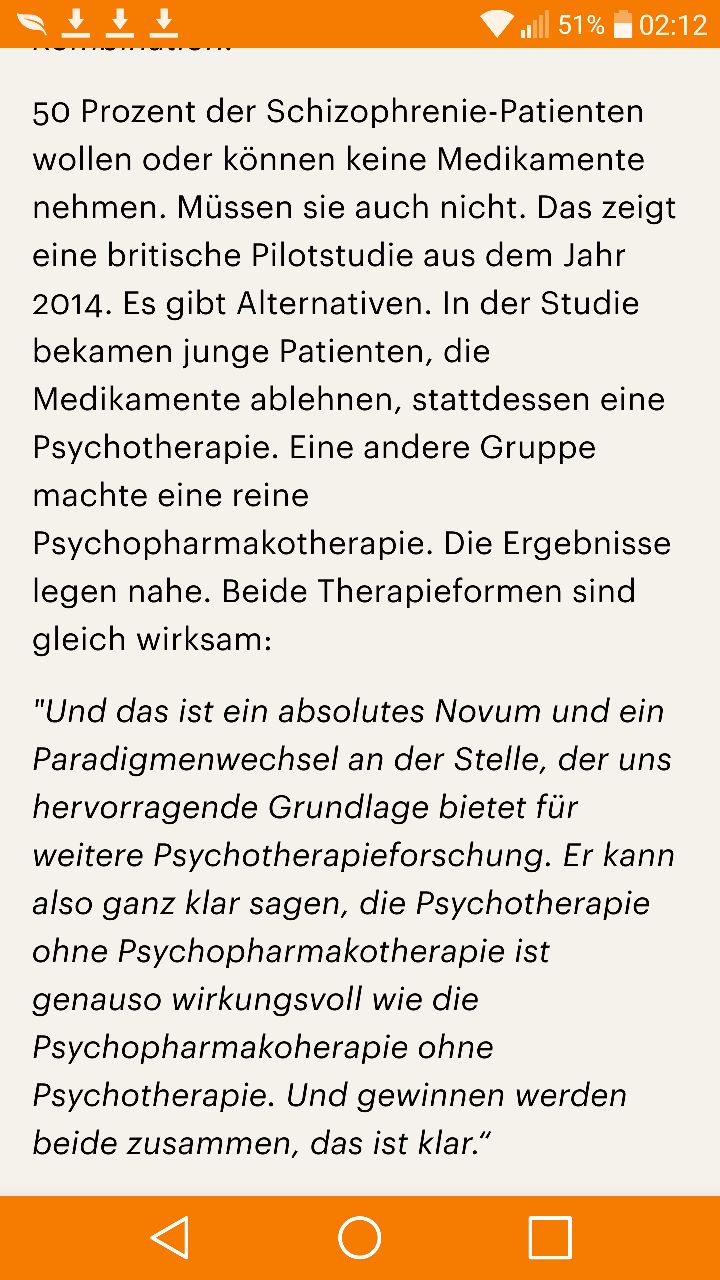 51% 02:12
50 Prozent der Schizophrenie-Patienten
wollen oder können keine Medikamente
nehmen. Müssen sie auch nicht. Das zeigt
eine britische Pilotstudie aus dem Jahr
2014. Es gibt Alternativen. In der Studie
bekamen junge Patienten, die
Medikamente ablehnen, stattdessen eine
Psychotherapie. Eine andere Gruppe
machte eine reine
Psychopharmakotherapie. Die Ergebnisse
legen nahe. Beide Therapieformen sind
gleich wirksam:
"Und das ist ein absolutes Novum und ein
Paradigmenwechsel an der Stelle, der uns
hervorragende Grundlage bietet für
weitere Psychotherapieforschung. Er kann
also ganz klar sagen, die Psychotherapie
ohne Psychopharmakotherapie ist
genauso wirkungsvoll wie die
Psychopharmakoherapie ohne
Psychotherapie. Und gewinnen werden
beide zusammen, das ist klar.“